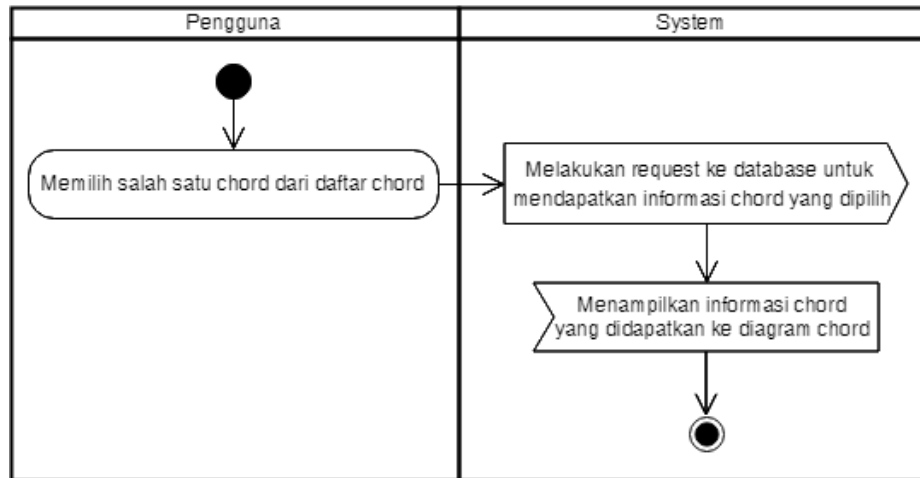 Pengguna
System
Memilih salah satu chord dari daftar chord
Melakukan request ke database untuk
mendapatkan informasi chord yang dipilih
Menampilkan informasi chord
yang didapatkan ke diagram chord